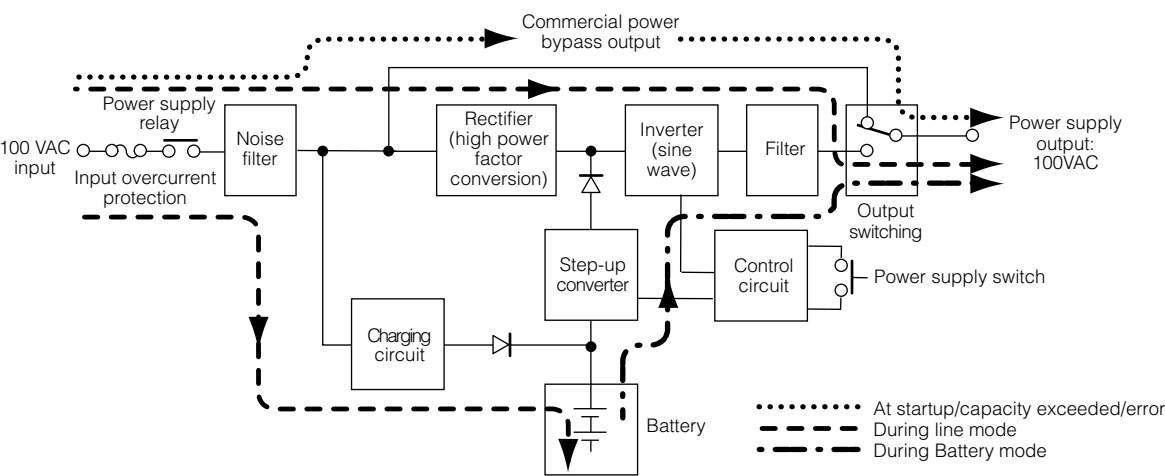 Commercial power
bypass output
Power supply
relay
100 VAC
input
Input overcurrent
protection
Noise
filter
Rectifier
(high power
factor
conversion)
Inverter
(sine
wave)
Filter
Power supply
output:
100VAC
Output
switching
Step-up
converter
Control
circuit
Power supply switch
Charging
circuit
Battery
At startup/capacity exceeded/error
During line mode
During Battery mode